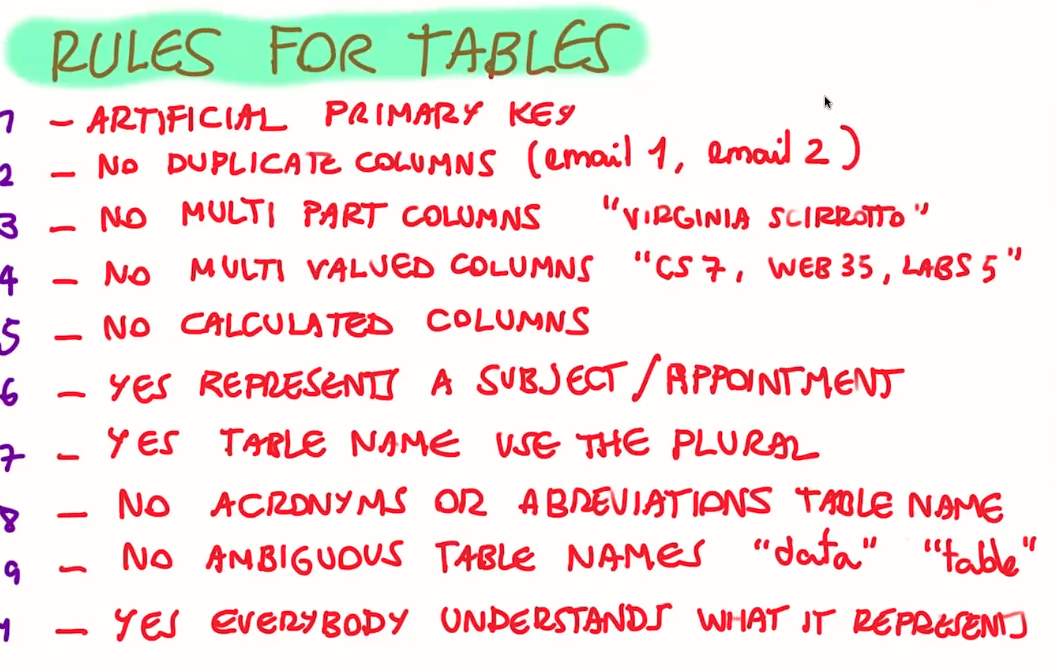 RULES FOR TABLES
1 - ARTIFICIAL PRIMARY KEY
2 - NO DUPLICATE COLUMNS (email 1, email 2)
3 - NO MULTI PART COLUMNS "VIRGINIA SCIRROTTO"
4 - NO MULTI VALUED COLUMNS "CS 7, WEB 35, LABS 5"
5 - NO CALCULATED COLUMNS
6 - YES REPRESENTS A SUBJECT/APPOINTMENT
7 - YES TABLE NAME USE THE PLURAL
8 - NO ACRONYMS OR ABREVIATIONS TABLE NAME
9 - NO AMBIGUOUS TABLE NAMES "data" "table"
1 - YES EVERYBODY UNDERSTANDS WHAT IT REPRESENTS